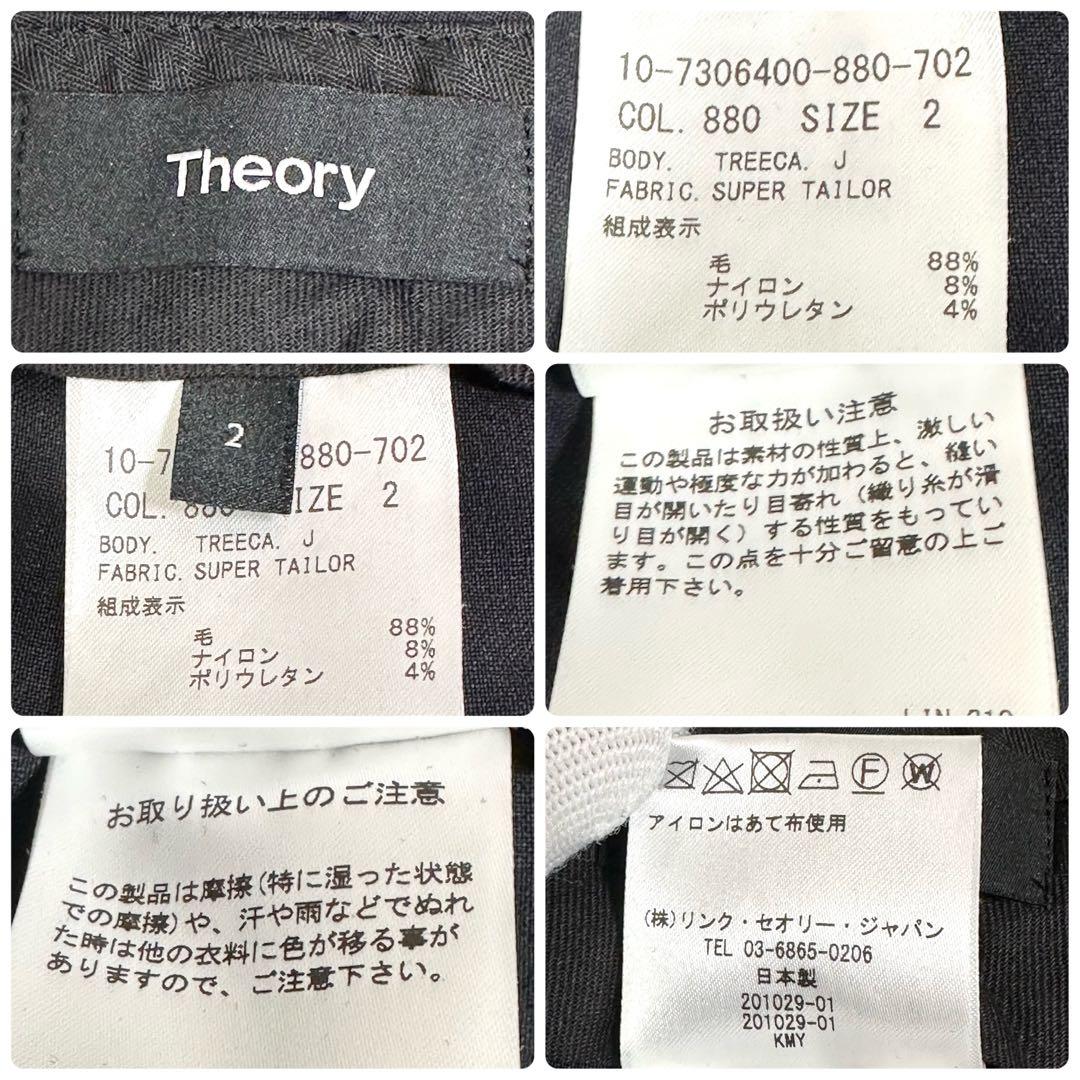 Theory
10-7306400-880-702
COL. 880 SIZE 2
BODY. TREECA. J
FABRIC. SUPER TAILOR
組成表示
毛 88%
ナイロン 8%
ポリウレタン 4%
2
10-7 880-702
COL. 880 SIZE 2
BODY. TREECA. J
FABRIC. SUPER TAILOR
組成表示
毛 88%
ナイロン 8%
ポリウレタン 4%
お取扱い注意
この製品は素材の性質上、激しい
運動や極度な力が加わると、縫い
目が開いたり目寄れ（織り糸が滑
り目が開く）する性質をもってい
ます。この点を十分ご留意の上ご
着用下さい。
お取り扱い上のご注意
この製品は摩擦(特に湿った状態
での摩擦)や、汗や雨などでぬれ
た時は他の衣料に色が移る事が
ありますので、ご注意下さい。
F W
アイロンはあて布使用
(株)リンク・セオリー・ジャパン
TEL 03-6865-0206
日本製
201029-01
201029-01
KMY